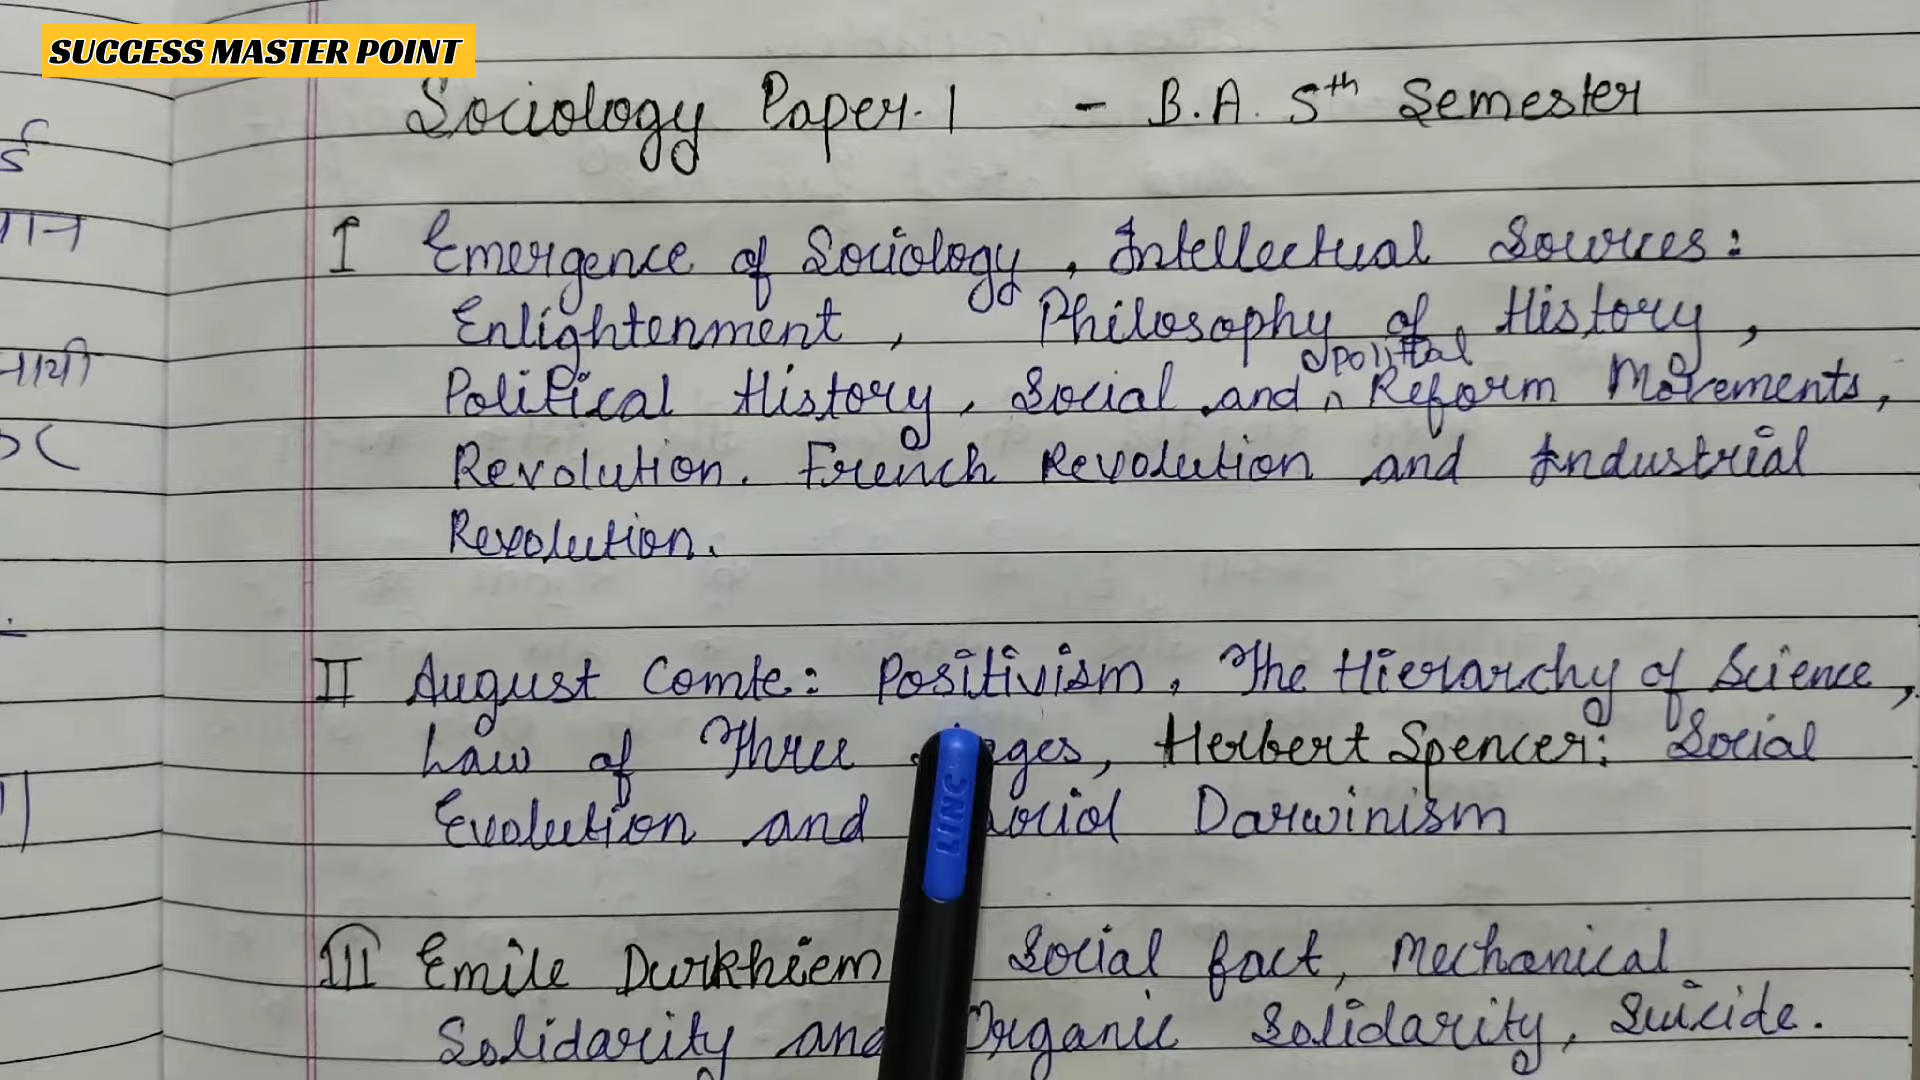 SUCCESS MASTER POINT
Sociology Paper. 1 - B.A. 5th Semester
I Emergence of Sociology, Intellectual Sources:
Enlightenment, Philosophy of History,
political
Political History, Social and Reform Movements,
Revolution. French Revolution and Industrial
Revolution.
II August Comte: Positivism, The Hierarchy of Science,
Law of Three ages, Herbert Spencer: Social
Evolution and Social Darwinism
III Emile Durkhiem Social fact, Mechanical
Solidarity and Organic Solidarity, Suicide.